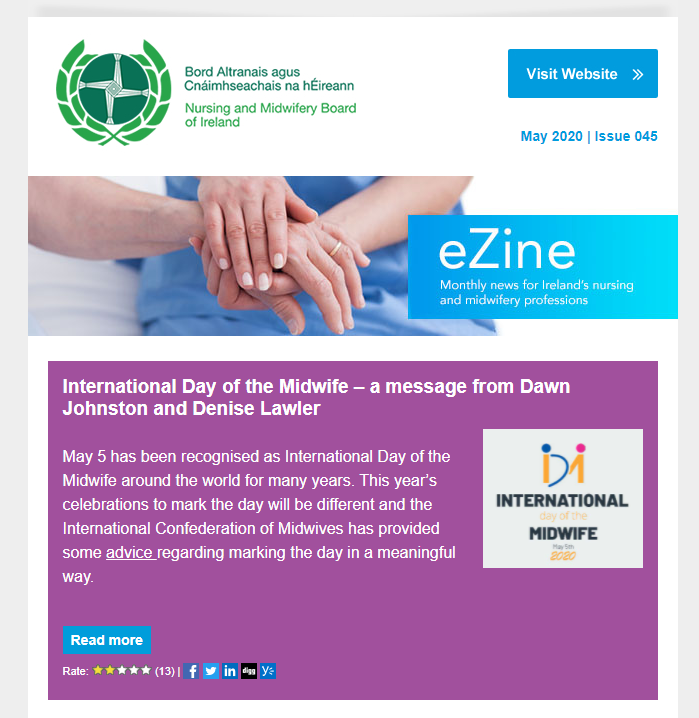 Bord Altranais agus
Cnáimhseachais na hÉireann
Nursing and Midwifery Board
of Ireland
Visit Website
May 2020 | Issue 045
eZine
Monthly news for Ireland's nursing
and midwifery professions
International Day of the Midwife – a message from Dawn
Johnston and Denise Lawler
May 5 has been recognised as International Day of the
Midwife around the world for many years. This year's
celebrations to mark the day will be different and the
International Confederation of Midwives has provided
some advice regarding marking the day in a meaningful
way.
IDM
INTERNATIONAL
day of the
MIDWIFE
May 5th
2020
Read more
Rate: (13) |
digg